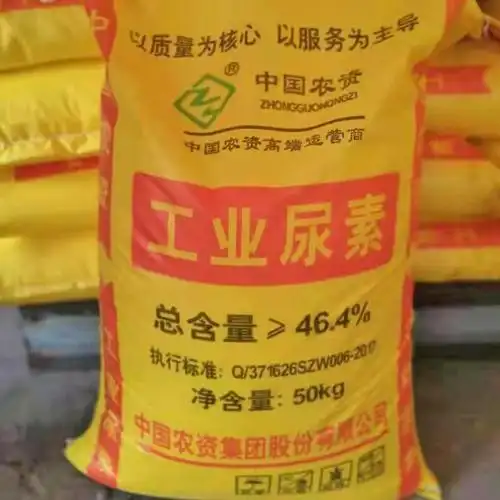 以质量为核心 以服务为主导
中国农资
ZHONGGUONONGZI
中国农资高端运营商
工业尿素
总含量≥46.4%
执行标准: Q/371626SZW006-2017
净含量: 50kg
中国农资集团股份有限公司